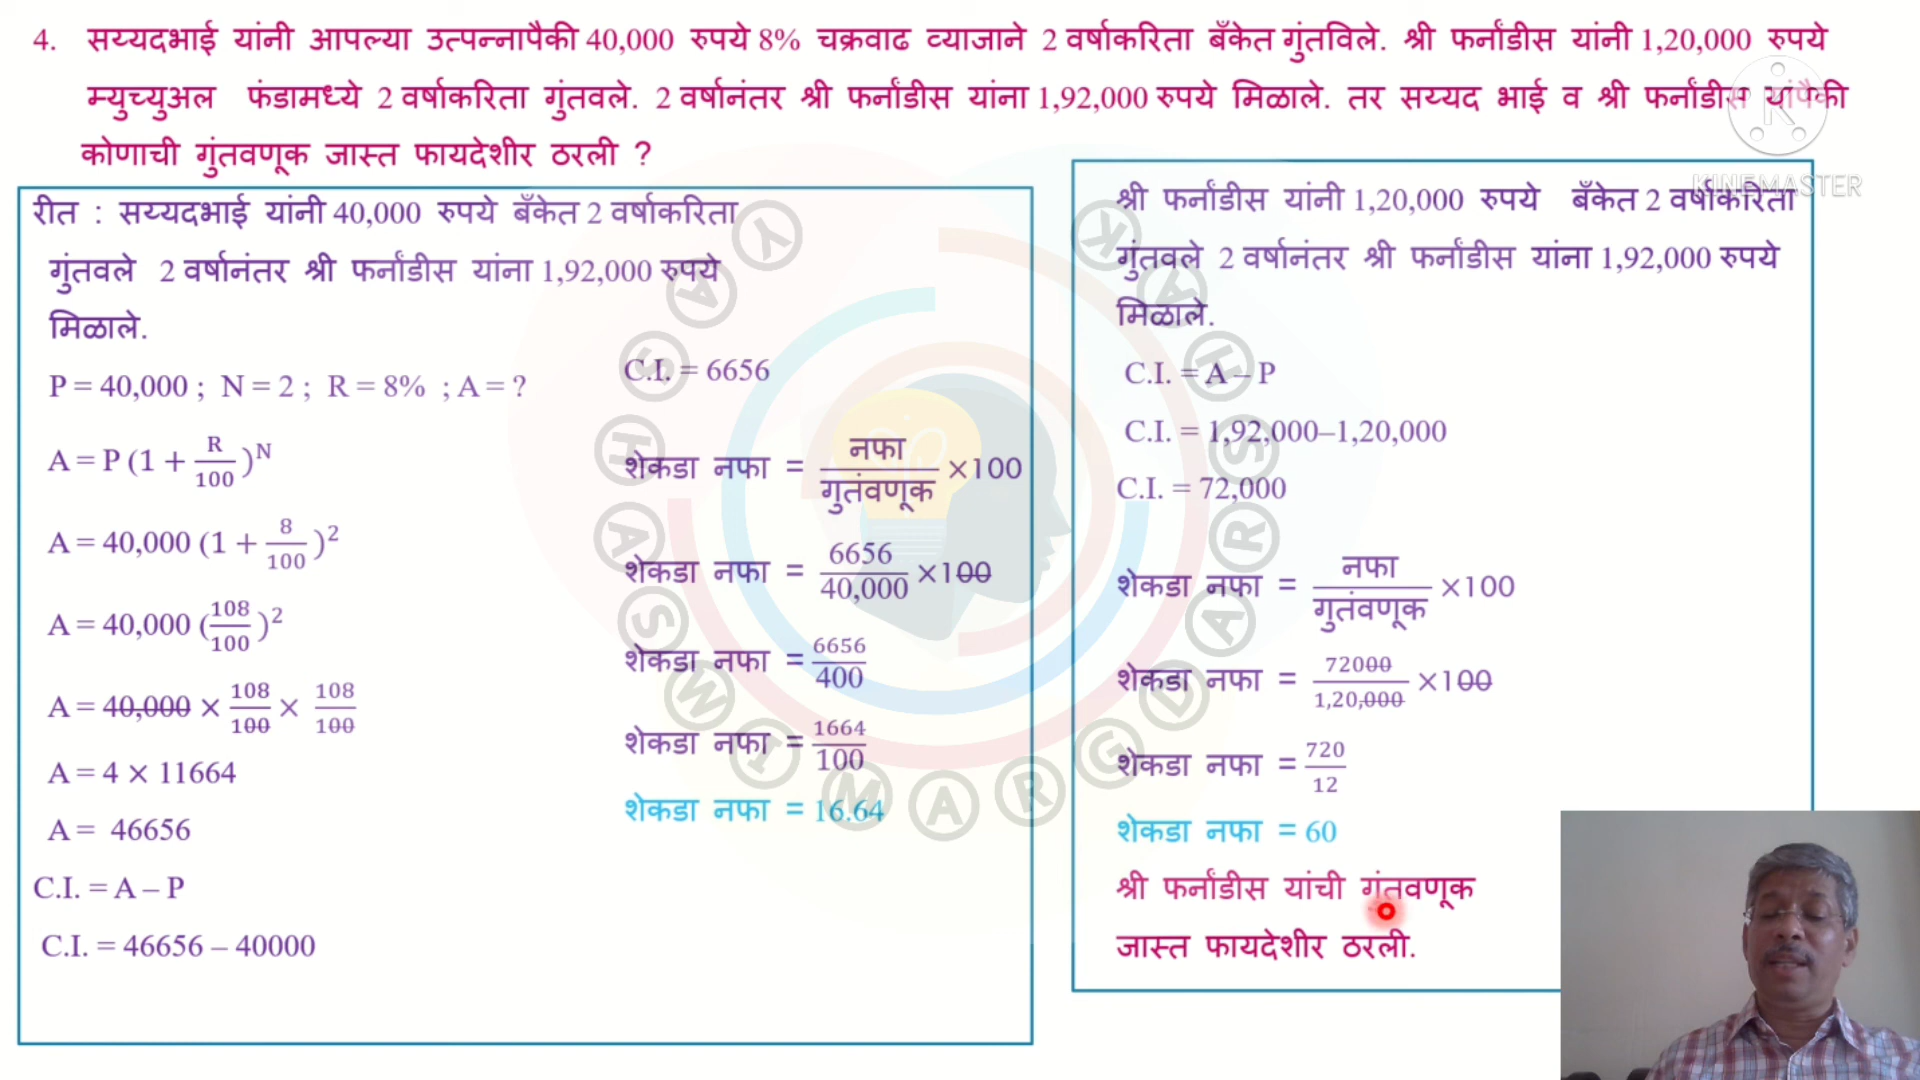 4. सय्यदभाई यांनी आपल्या उत्पन्नापैकी 40,000 रुपये 8% चक्रवाढ व्याजाने 2 वर्षाकरिता बँकेत गुंतविले. श्री फर्नांडीस यांनी 1,20,000 रुपये
म्युच्युअल फंडामध्ये 2 वर्षाकरिता गुंतवले. 2 वर्षानंतर श्री फर्नांडीस यांना 1,92,000 रुपये मिळाले. तर सय्यद भाई व श्री फर्नांडीस यांपैकी
कोणाची गुंतवणूक जास्त फायदेशीर ठरली ?
रीत : सय्यदभाई यांनी 40,000 रुपये बँकेत 2 वर्षाकरिता
गुंतवले 2 वर्षानंतर श्री फर्नांडीस यांना 1,92,000 रुपये
मिळाले.
P = 40,000 ; N = 2 ; R = 8% ; A = ?
A = P (1 + R/100)^N
A = 40,000 (1 + 8/100)^2
A = 40,000 (108/100)^2
A = 40,000 × 108/100 × 108/100
A = 4 × 11664
A = 46656
C.I. = A – P
C.I. = 46656 – 40000
C.I. = 6656
शेकडा नफा = नफा/गुतंवणूक ×100
शेकडा नफा = 6656/40,000 ×100
शेकडा नफा = 6656/400
शेकडा नफा = 1664/100
शेकडा नफा = 16.64
श्री फर्नांडीस यांनी 1,20,000 रुपये बँकेत 2 वर्षाकरिता
गुंतवले 2 वर्षानंतर श्री फर्नांडीस यांना 1,92,000 रुपये
मिळाले.
C.I. = A – P
C.I. = 1,92,000–1,20,000
C.I. = 72,000
शेकडा नफा = नफा/गुतंवणूक ×100
शेकडा नफा = 72000/1,20,000 ×100
शेकडा नफा = 720/12
शेकडा नफा = 60
श्री फर्नांडीस यांची गुंतवणूक
जास्त फायदेशीर ठरली.
KINEMASTER
YASHASWI MARGDARSHAK